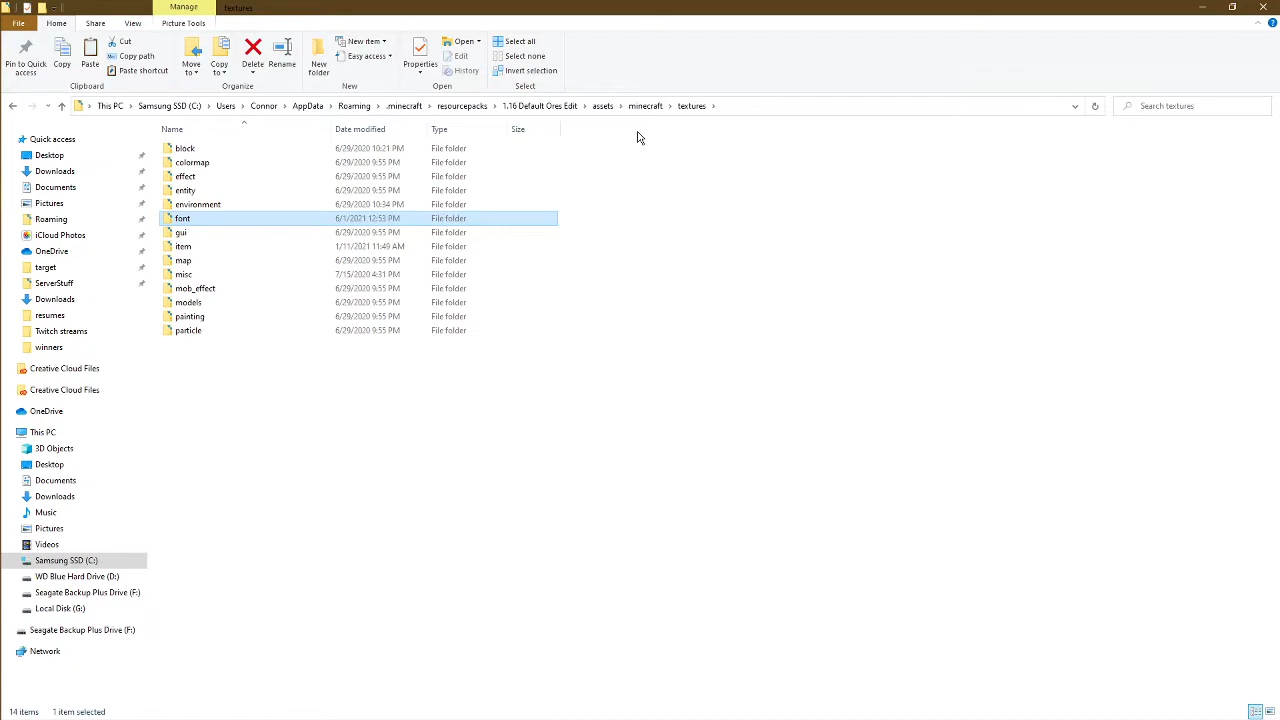 Manage
textures
File
Home
Share
View
Picture Tools
Pin to Quick access
Copy
Paste
Cut
Copy path
Paste shortcut
Clipboard
Move to
Copy to
Delete
Rename
Organize
New folder
New item
Easy access
New
Properties
Open
Edit
History
Open
Select all
Select none
Invert selection
Select
This PC > Samsung SSD (C:) > Users > Connor > AppData > Roaming > .minecraft > resourcepacks > 1.16 Default Ores Edit > assets > minecraft > textures >
Search textures
Name Date modified Type Size
block 6/29/2020 10:21 PM File folder
colormap 6/29/2020 9:55 PM File folder
effect 6/29/2020 9:55 PM File folder
entity 6/29/2020 9:55 PM File folder
environment 6/29/2020 10:34 PM File folder
font 6/1/2021 12:53 PM File folder
gui 6/29/2020 9:55 PM File folder
item 1/11/2021 11:49 AM File folder
map 6/29/2020 9:55 PM File folder
misc 7/15/2020 4:31 PM File folder
mob_effect 6/29/2020 9:55 PM File folder
models 6/29/2020 9:55 PM File folder
painting 6/29/2020 9:55 PM File folder
particle 6/29/2020 9:55 PM File folder
Quick access
Desktop
Downloads
Documents
Pictures
Roaming
iCloud Photos
OneDrive
target
ServerStuff
Downloads
resumes
Twitch streams
winners
Creative Cloud Files
Creative Cloud Files
OneDrive
This PC
3D Objects
Desktop
Documents
Downloads
Music
Pictures
Videos
Samsung SSD (C:)
WD Blue Hard Drive (D:)
Seagate Backup Plus Drive (F:)
Local Disk (G:)
Seagate Backup Plus Drive (F:)
Network
14 items 1 item selected